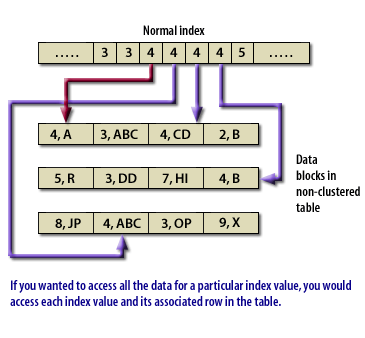 Normal index
..... 3 3 4 4 4 4 5 .....
4, A 3, ABC 4, CD 2, B
5, R 3, DD 7, HI 4, B
8, JP 4, ABC 3, OP 9, X
Data
blocks in
non-clustered
table
If you wanted to access all the data for a particular index value, you would
access each index value and its associated row in the table.